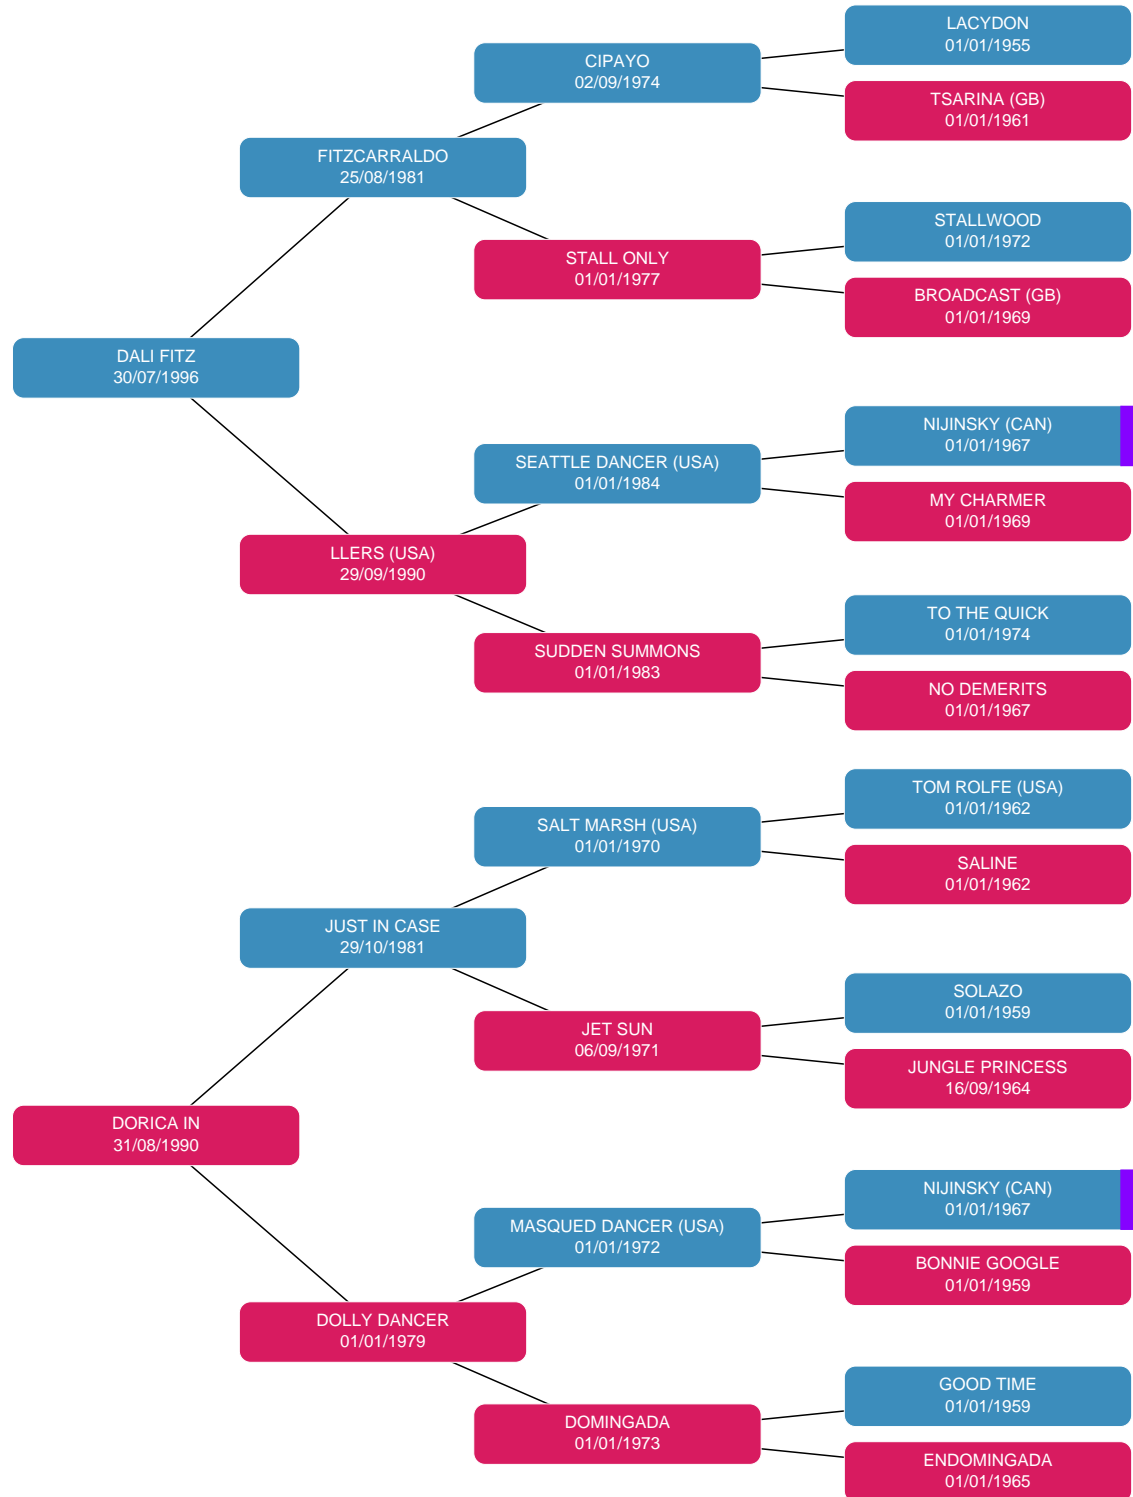 LACYDON
01/01/1955
CIPAYO
02/09/1974
TSARINA (GB)
01/01/1961
FITZCARRALDO
25/08/1981
STALLWOOD
01/01/1972
STALL ONLY
01/01/1977
BROADCAST (GB)
01/01/1969
DALI FITZ
30/07/1996
NIJINSKY (CAN)
01/01/1967
SEATTLE DANCER (USA)
01/01/1984
MY CHARMER
01/01/1969
LLERS (USA)
29/09/1990
TO THE QUICK
01/01/1974
SUDDEN SUMMONS
01/01/1983
NO DEMERITS
01/01/1967
TOM ROLFE (USA)
01/01/1962
SALT MARSH (USA)
01/01/1970
SALINE
01/01/1962
JUST IN CASE
29/10/1981
SOLAZO
01/01/1959
JET SUN
06/09/1971
JUNGLE PRINCESS
16/09/1964
DORICA IN
31/08/1990
NIJINSKY (CAN)
01/01/1967
MASQUED DANCER (USA)
01/01/1972
BONNIE GOOGLE
01/01/1959
DOLLY DANCER
01/01/1979
GOOD TIME
01/01/1959
DOMINGADA
01/01/1973
ENDOMINGADA
01/01/1965